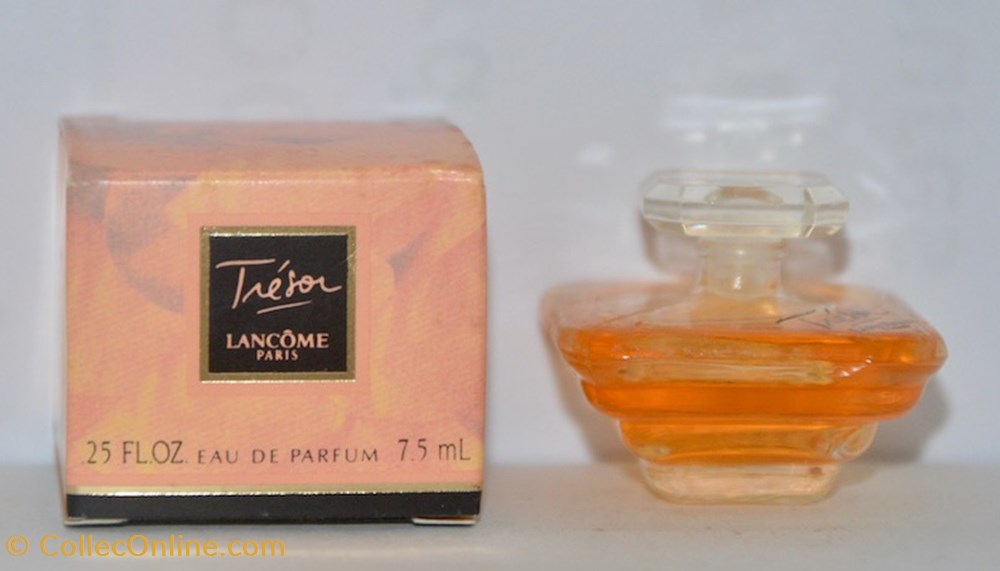 Trésor
LANCÔME
PARIS
.25 FL.OZ. EAU DE PARFUM 7.5 mL
© CollecOnline.com